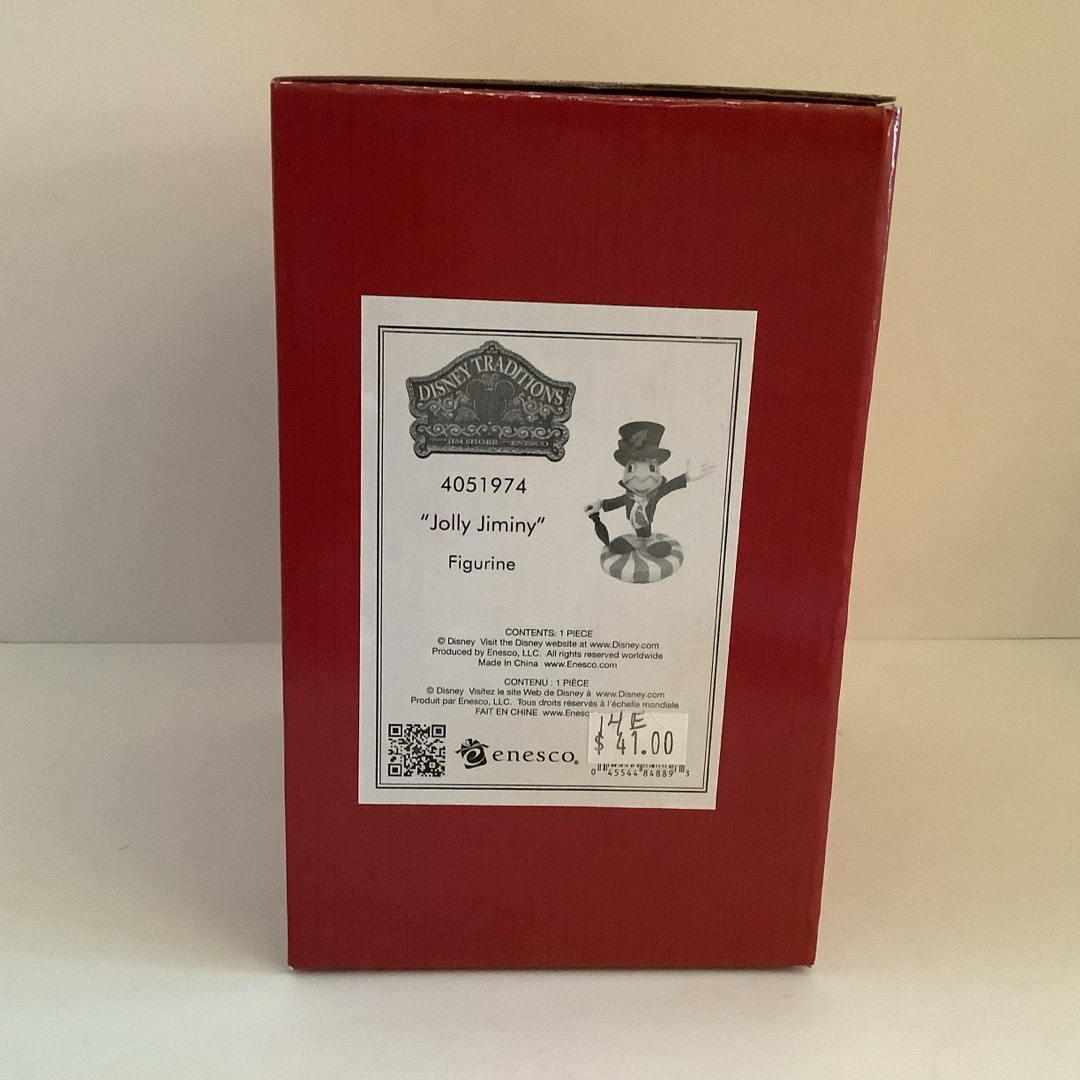 DISNEY TRADITIONS
JIM SHORE ENESCO
4051974
“Jolly Jiminy”
Figurine
CONTENTS: 1 PIECE
© Disney Visit the Disney website at www.Disney.com
Produced by Enesco, LLC. All rights reserved worldwide
Made In China www.Enesco.com
CONTENU : 1 PIÈCE
© Disney Visitez le site Web de Disney à www.Disney.com
Produit par Enesco, LLC. Tous droits réservés à l'échelle mondiale
FAIT EN CHINE www.Enesc
14E
$ 41.00
enesco®
0 45544 84889 3